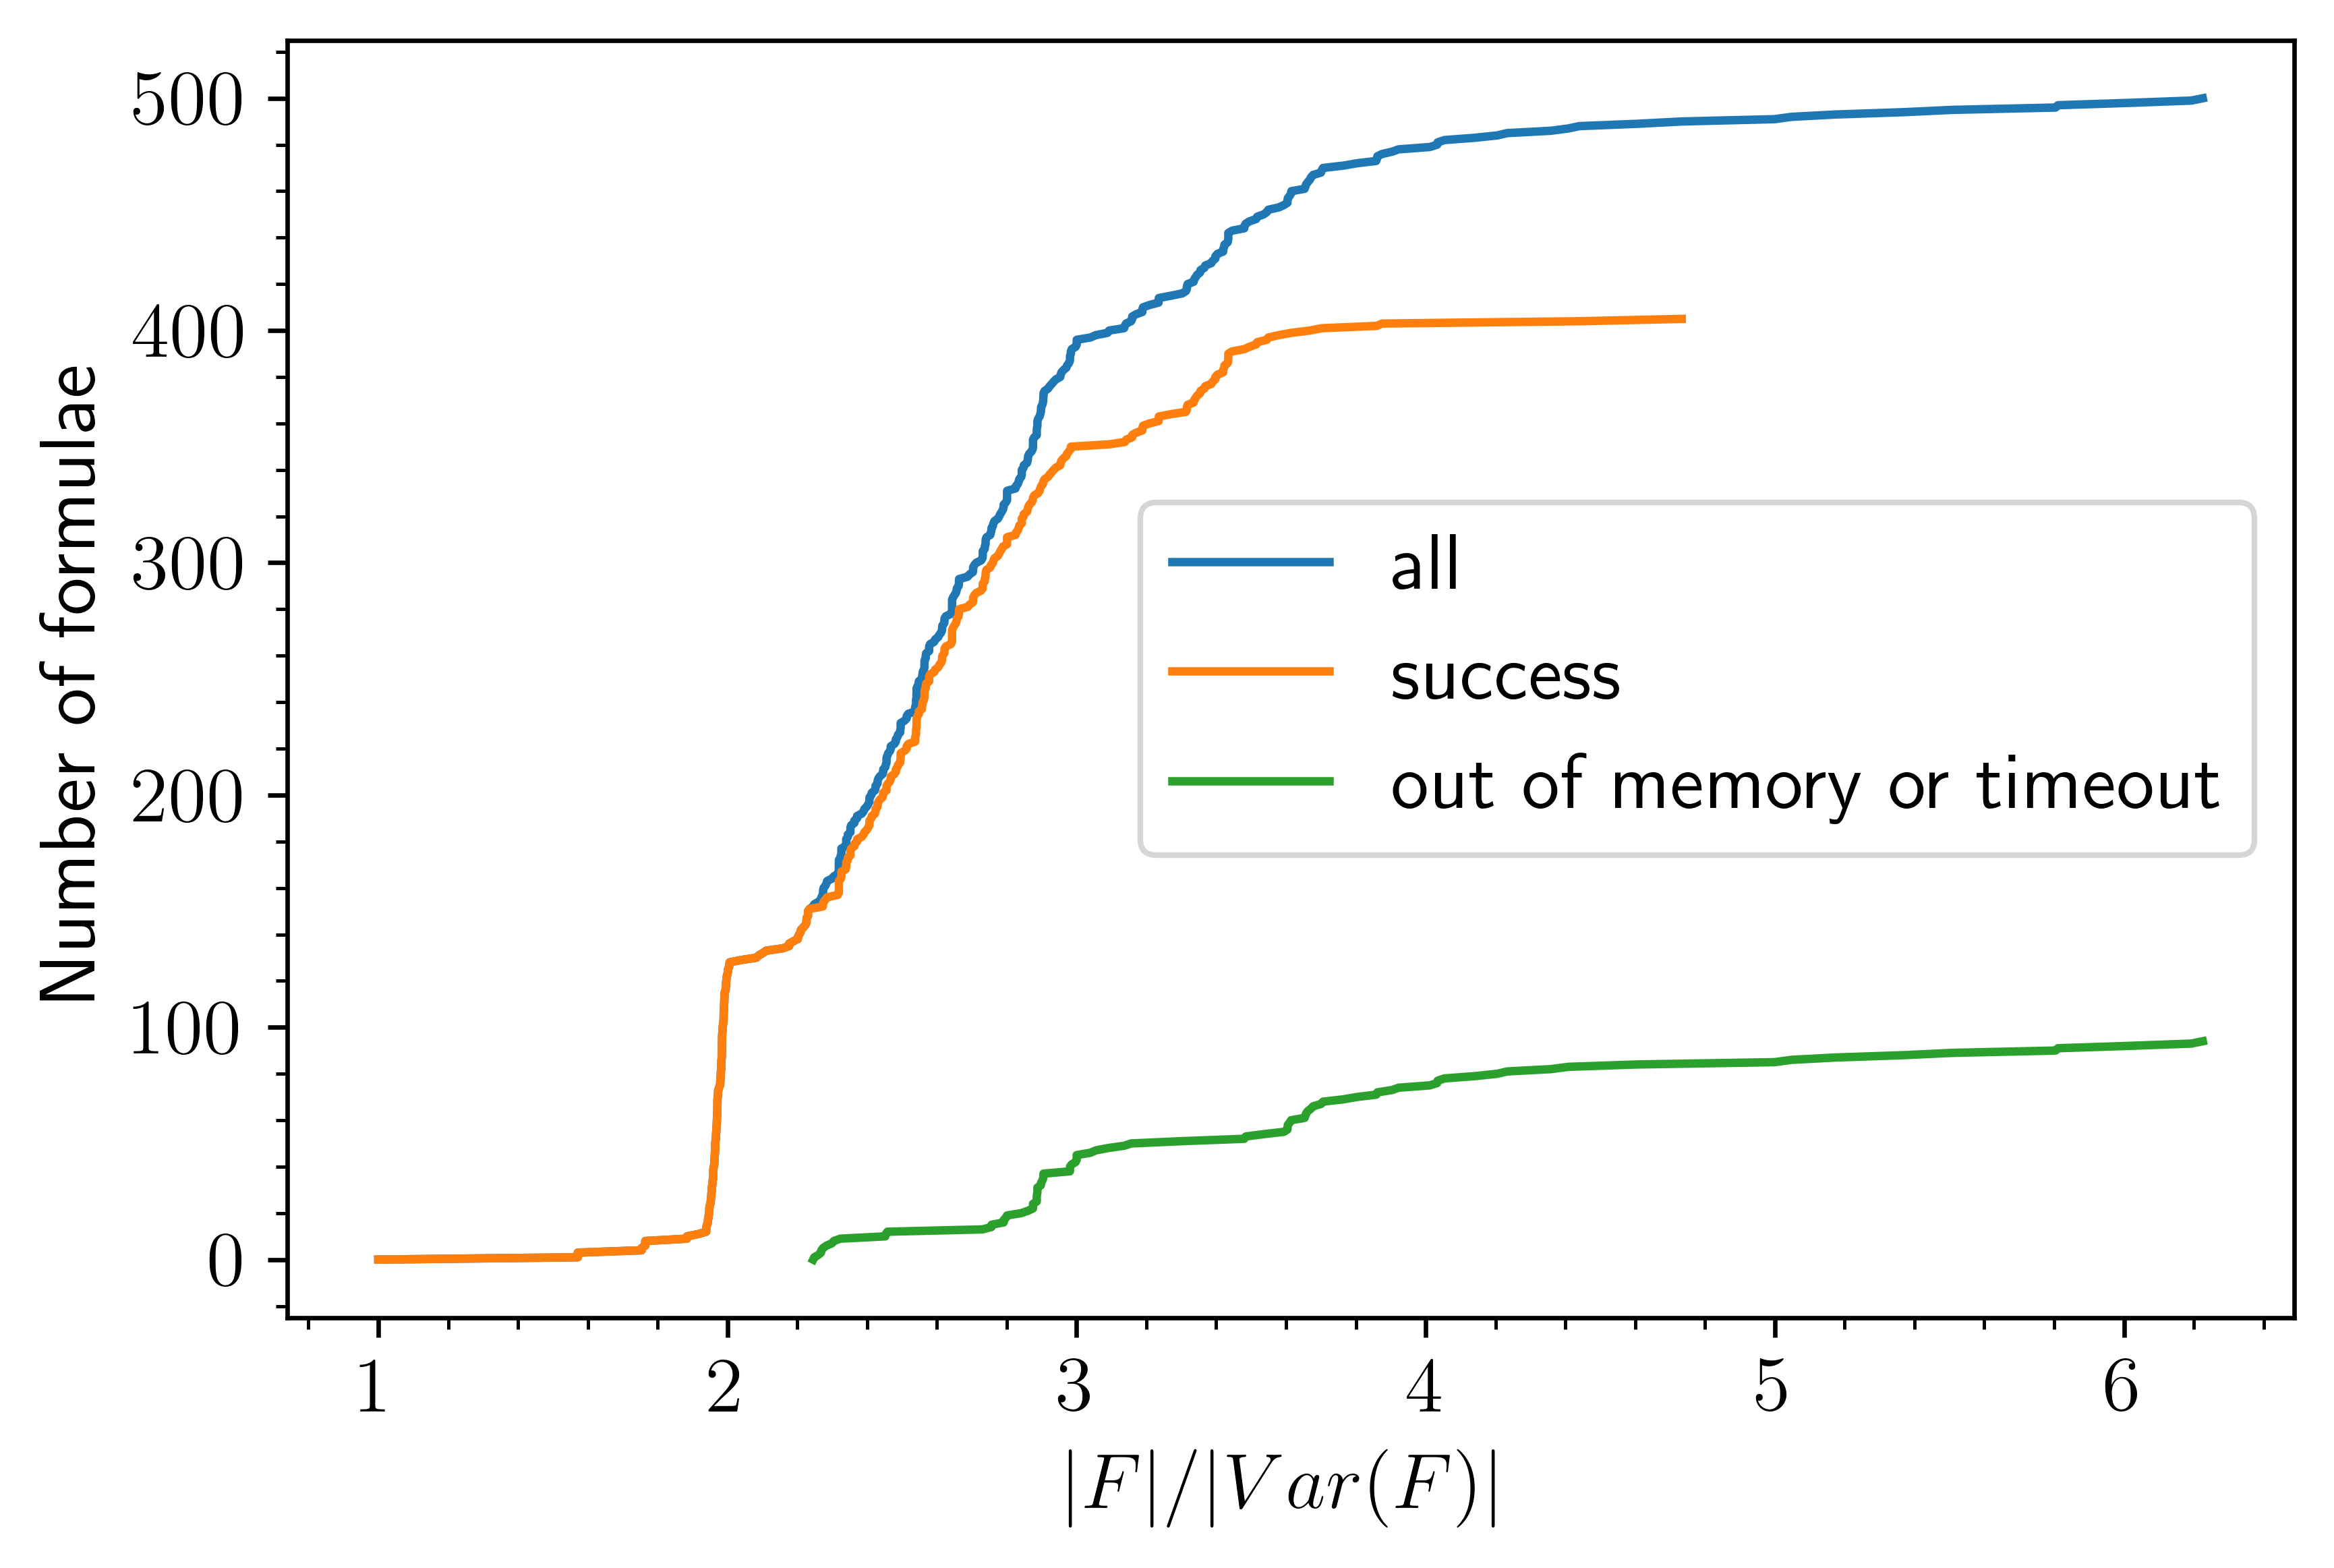 500
400
300
200
100
0
Number of formulae
all
success
out of memory or timeout
1 2 3 4 5 6
|F|/|Var(F)|